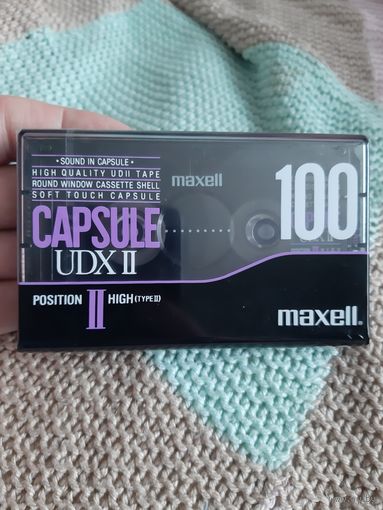 • SOUND IN CAPSULE •
HIGH QUALITY UDII TAPE
ROUND WINDOW CASSETTE SHELL
SOFT TOUCH CAPSULE
maxell
100
CAPSULE
UDX II
POSITION II HIGH (TYPE II)
maxell